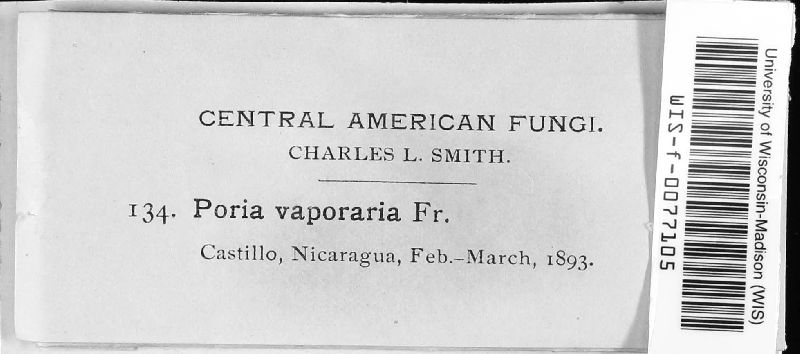 CENTRAL AMERICAN FUNGI.
CHARLES L. SMITH.
134. Poria vaporaria Fr.
Castillo, Nicaragua, Feb.-March, 1893.
University of Wisconsin-Madison (WIS)
WIS-f-0077105